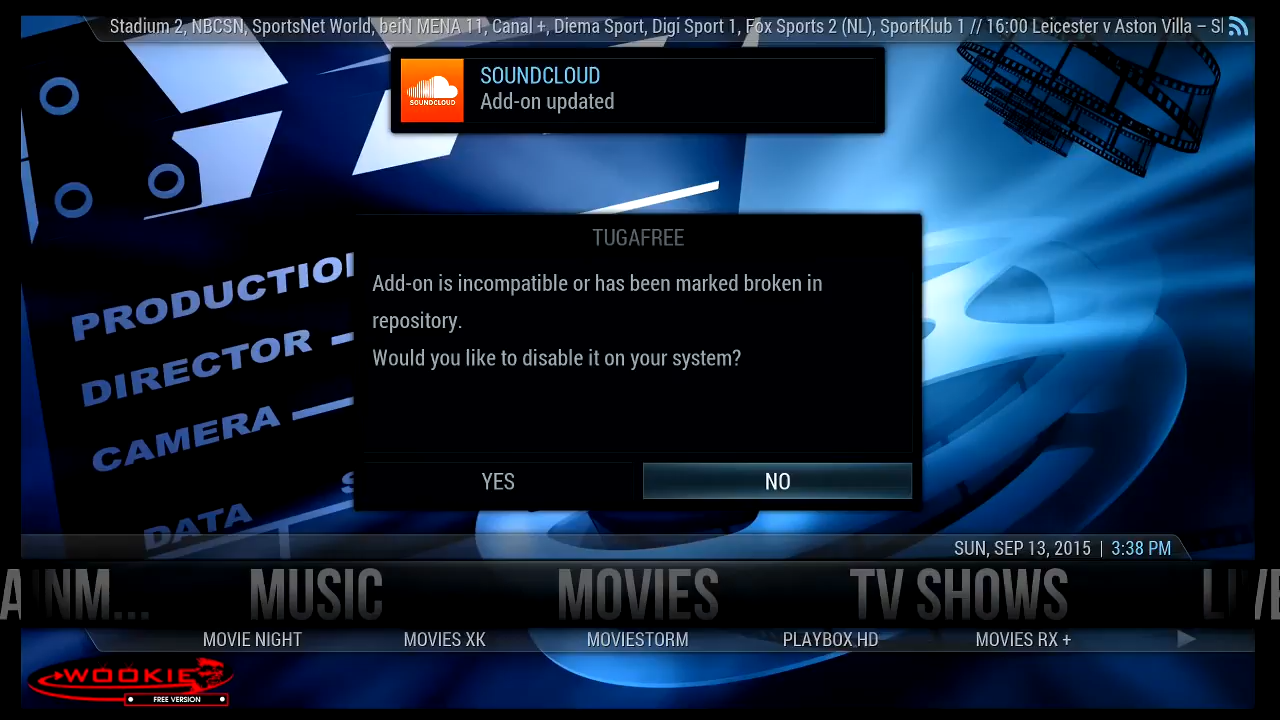 Stadium 2, NBCSN, SportsNet World, beiN MENA 11, Canal +, Diema Sport, Digi Sport 1, Fox Sports 2 (NL), SportKlub 1 // 16:00 Leicester v Aston Villa –
SOUNDCLOUD
Add-on updated
SOUNDCLOUD
TUGAFREE
Add-on is incompatible or has been marked broken in
repository.
Would you like to disable it on your system?
YES NO
PRODUCTIO
DIRECTOR
CAMERA
DATA
SUN, SEP 13, 2015 | 3:38 PM
AINM... MUSIC MOVIES TV SHOWS LIVE
MOVIE NIGHT MOVIES XK MOVIESTORM PLAYBOX HD MOVIES RX +
WOOKIE
FREE VERSION